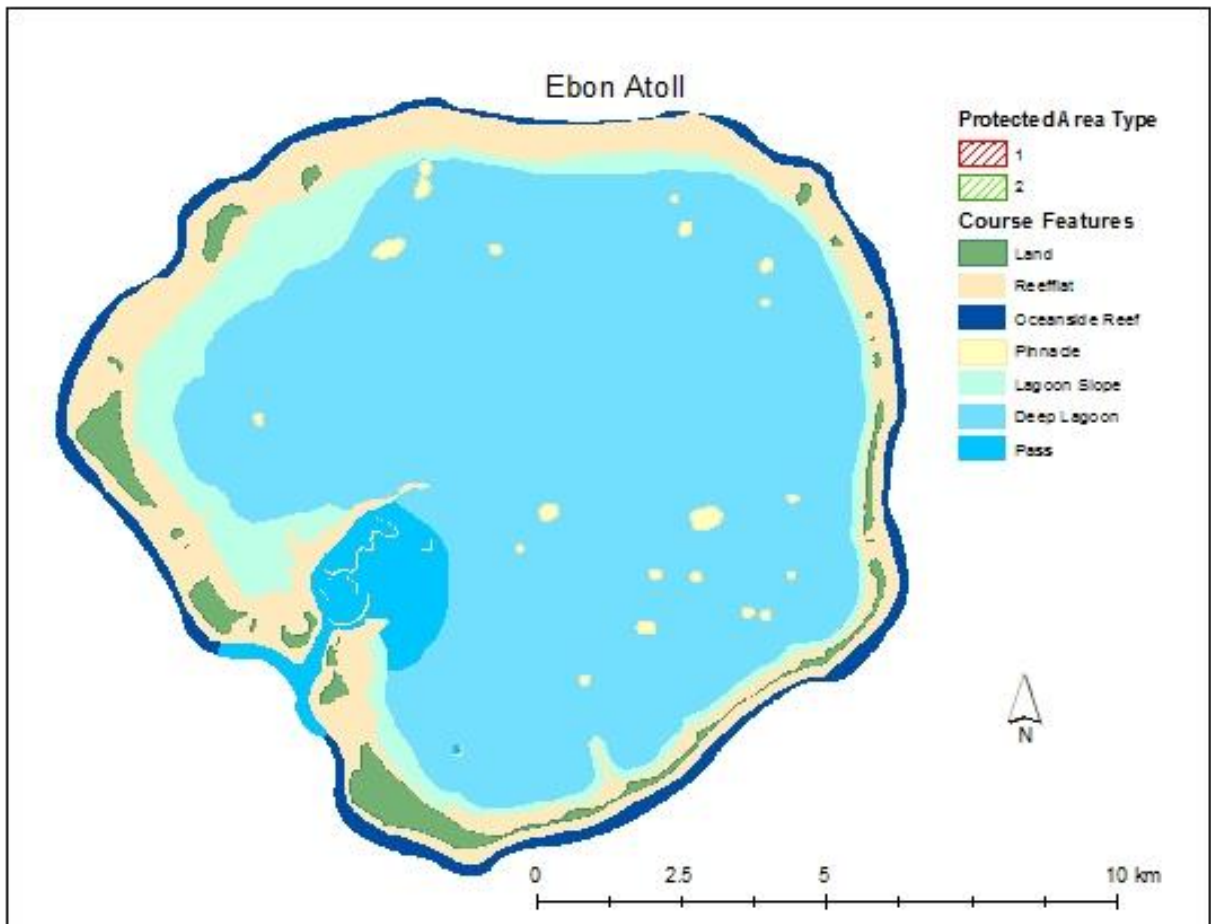 Ebon Atoll
Protected Area Type
1
2
Course Features
Land
Reefflat
Oceanside Reef
Pinnacle
Lagoon Slope
Deep Lagoon
Pass
N
0 2.5 5 10 km